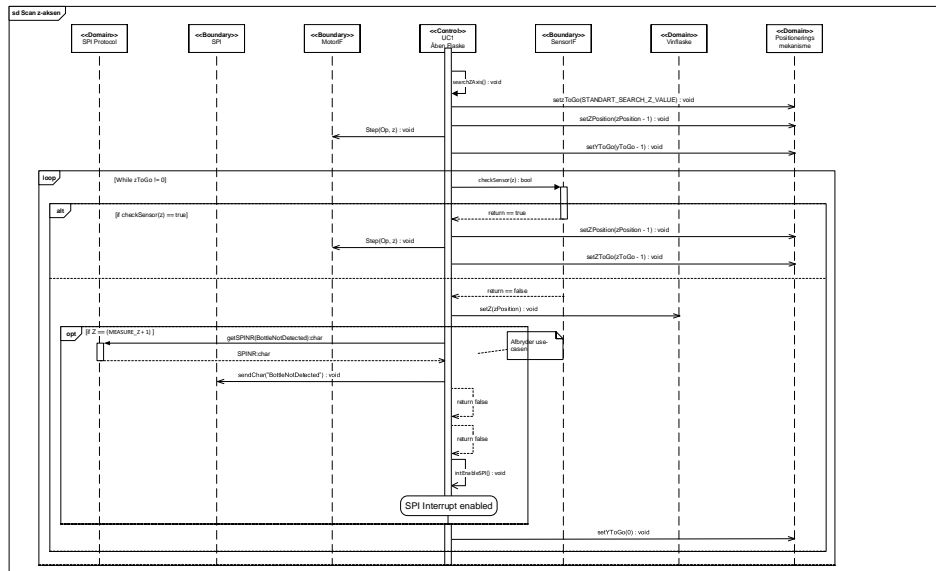 sd Scan z-aksen
<<Domain>>
SPI Protocol
<<Boundary>>
SPI
<<Boundary>>
MotorIF
<<Control>>
UC1
Åben flaske
<<Boundary>>
SensorIF
<<Domain>>
Vinflaske
<<Domain>>
Positionerings
mekanisme
searchZAxis() : void
setzToGo(STANDART_SEARCH_Z_VALUE) : void
setZPosition(zPosition - 1) : void
Step(Op, z) : void
setYToGo(yToGo - 1) : void
loop
[While zToGo != 0]
checkSensor(z) : bool
alt
[if checkSensor(z) == true]
return == true
setZPosition(zPosition - 1) : void
Step(Op, z) : void
setZToGo(zToGo - 1) : void
return == false
setZ(zPosition) : void
opt
[if Z == (MEASURE_Z + 1) ]
getSPINR(BottleNotDetected):char
Afbryder use-
casen
SPINR:char
sendChar("BottleNotDetected") : void
return false
return false
intEnableSPI() : void
SPI Interrupt enabled
setYToGo(0) : void